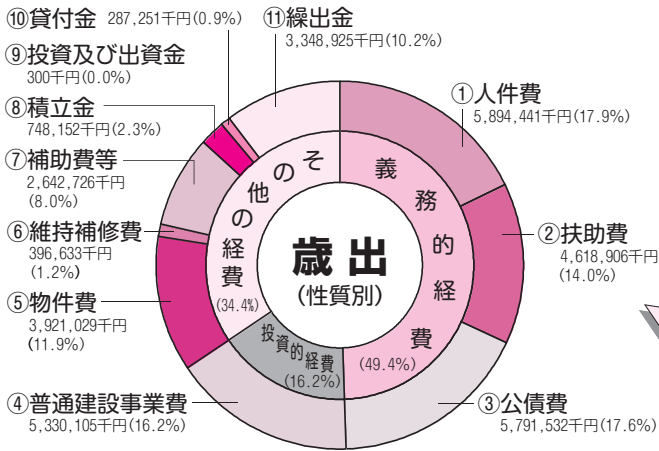 ⑩貸付金 287,251千円(0.9%)
⑪繰出金
3,348,925千円(10.2%)
⑨投資及び出資金
300千円(0.0%)
⑧積立金
748,152千円(2.3%)
⑦補助費等
2,642,726千円
(8.0%)
⑥維持補修費
396,633千円
(1.2%)
⑤物件費
3,921,029千円
(11.9%)
④普通建設事業費
5,330,105千円(16.2%)
①人件費
5,894,441千円(17.9%)
②扶助費
4,618,906千円
(14.0%)
③公債費
5,791,532千円(17.6%)
その他の経費
(34.4%)
義務的経費
(49.4%)
投資的経費
(16.2%)
歳出
(性質別)